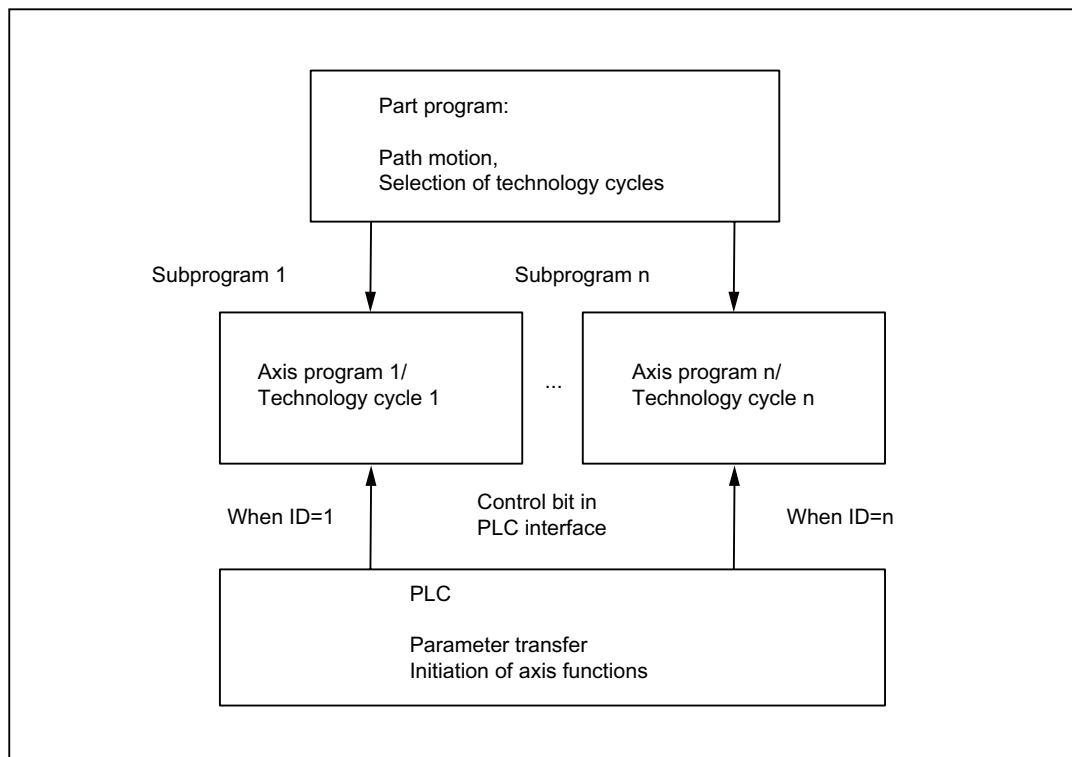 Part program:
Path motion,
Selection of technology cycles
Subprogram 1
Subprogram n
Axis program 1/
Technology cycle 1
...
Axis program n/
Technology cycle n
When ID=1
Control bit in
PLC interface
When ID=n
PLC
Parameter transfer
Initiation of axis functions